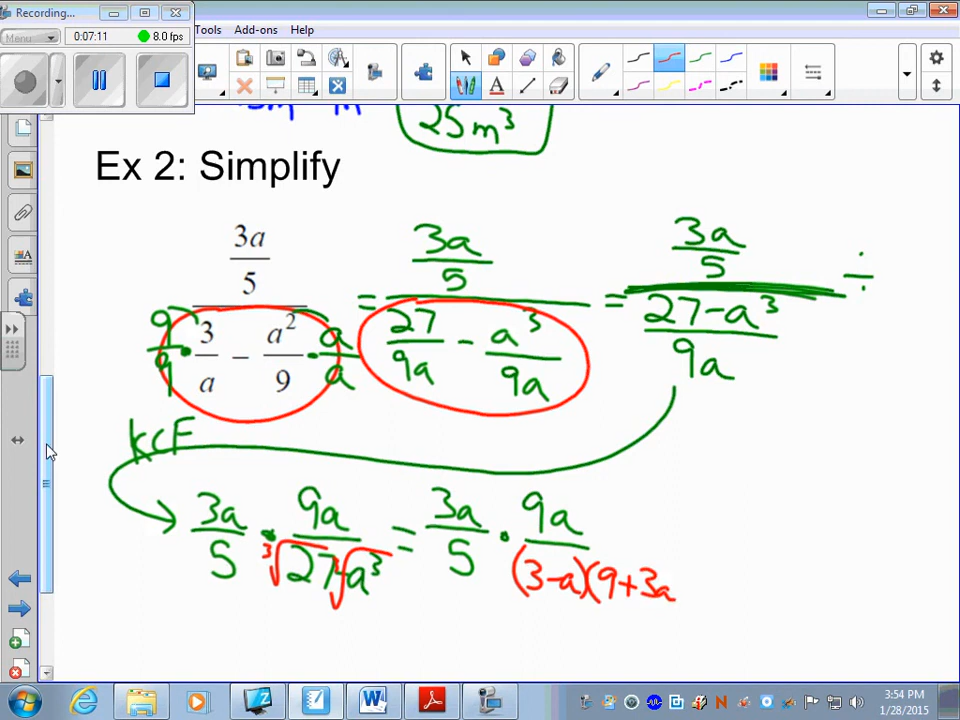 Recording...
Menu 0:07:11 8.0 fps
Tools Add-ons Help
25m³
Ex 2: Simplify
3a/5 / (9/9 · 3/a − a²/9 · a/a) = 3a/5 / (27/9a − a³/9a) = 3a/5 / (27−a³)/9a ÷
KCF
3a/5 · 9a/(∛27−∛a³) = 3a/5 · 9a/(3−a)(9+3a
3:54 PM
1/28/2015